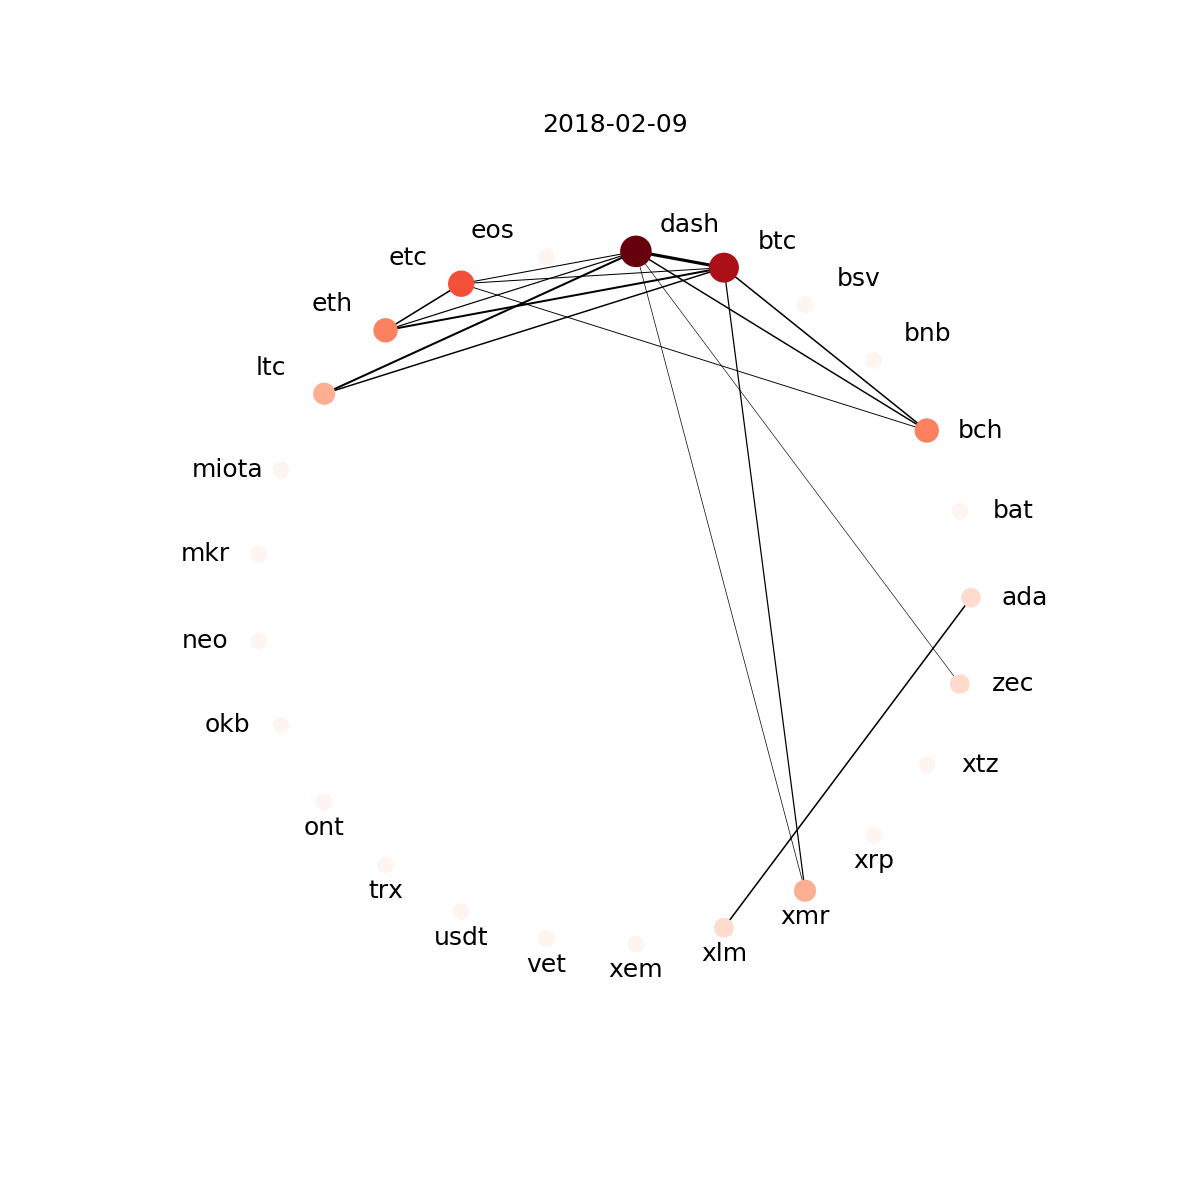 2018-02-09
dash
eos
btc
etc
bsv
eth
bnb
ltc
bch
miota
bat
mkr
ada
neo
zec
okb
xtz
ont
xrp
trx
xmr
usdt
xlm
vet
xem